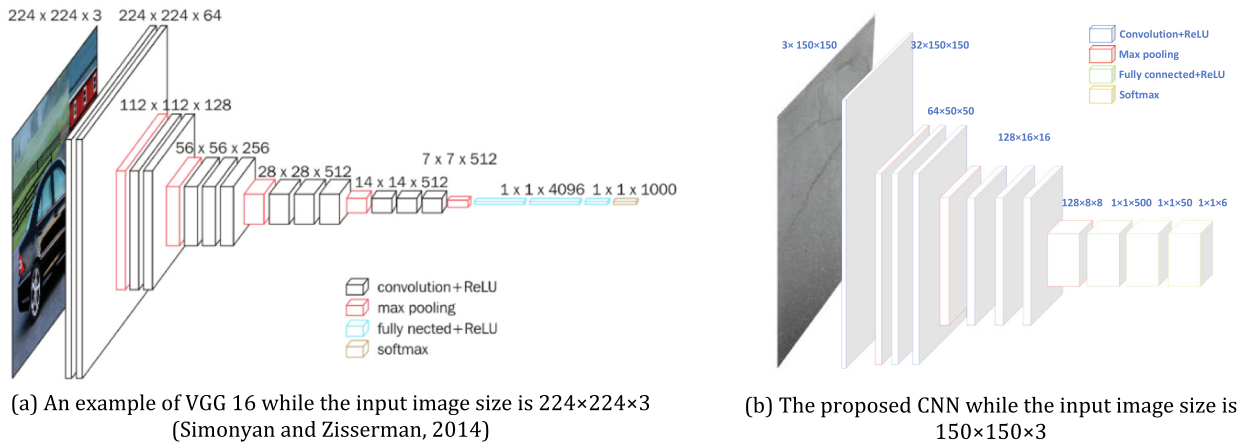 224 x 224 x 3
224 x 224 x 64
112 x 112 x 128
56 x 56 x 256
28 x 28 x 512
14 x 14 x 512
7 x 7 x 512
1 x 1 x 4096
1 x 1 x 1000
convolution+ReLU
max pooling
fully nected+ReLU
softmax
(a) An example of VGG 16 while the input image size is 224×224×3
(Simonyan and Zisserman, 2014)
3× 150×150
32×150×150
64×50×50
128×16×16
128×8×8
1×1×500
1×1×50
1×1×6
Convolution+ReLU
Max pooling
Fully connected+ReLU
Softmax
(b) The proposed CNN while the input image size is
150×150×3